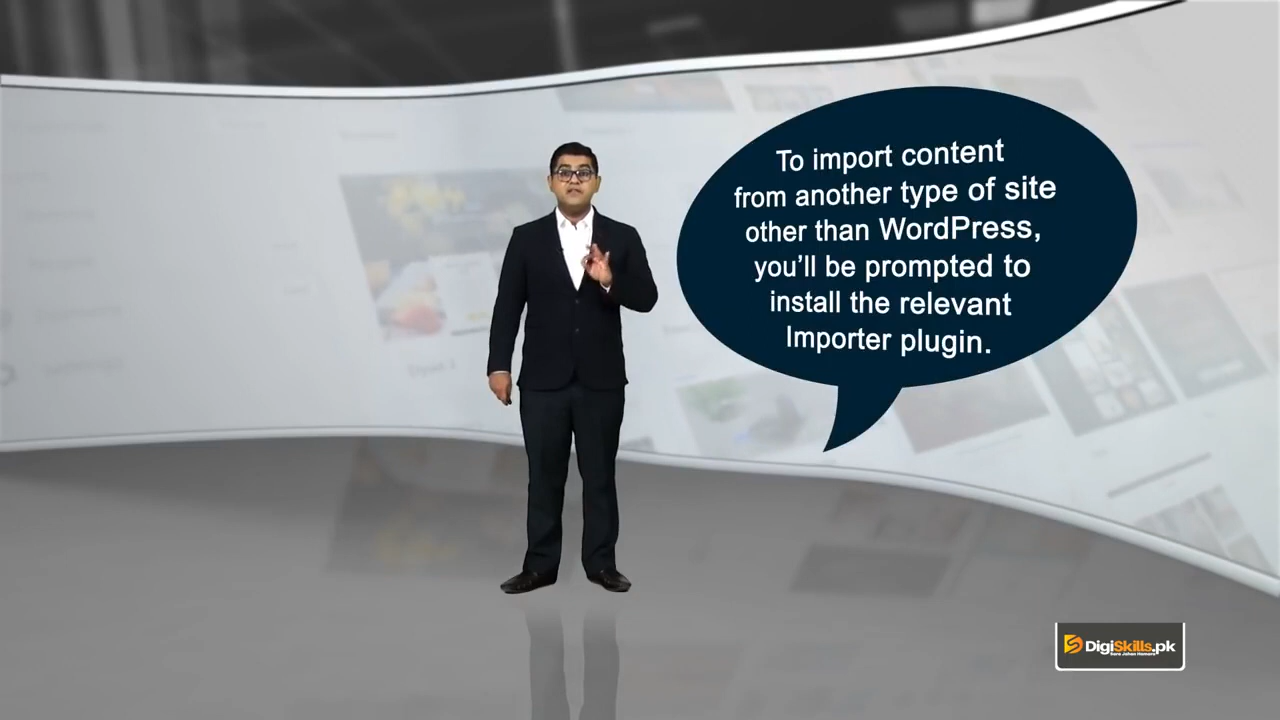 To import content
from another type of site
other than WordPress,
you'll be prompted to
install the relevant
Importer plugin.
DigiSkills.pk